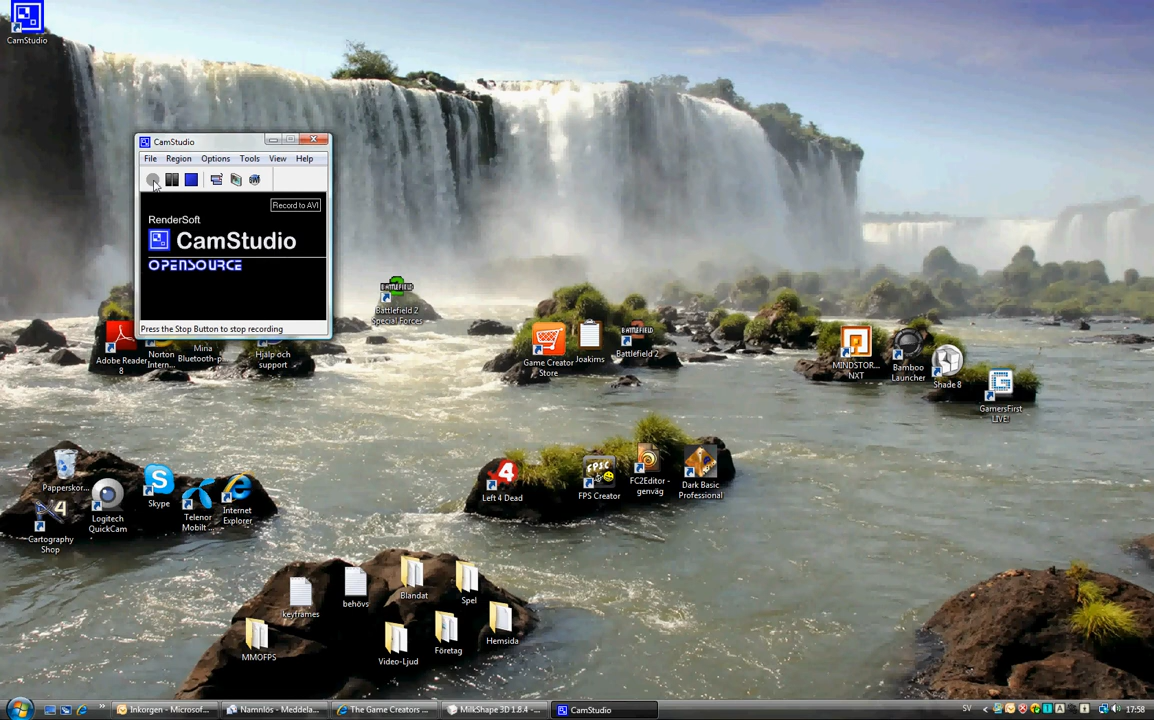 CamStudio
CamStudio
File Region Options Tools View Help
Record to AVI
RenderSoft
CamStudio
OPENSOURCE
Press the Stop Button to stop recording
Adobe Reader
8
Norton
Intern...
Mina
Bluetooth-p...
Hjälp och
support
BATTLEFIELD
Battlefield 2
Special Forces
Game Creator
Store
Joakims
BATTLEFIELD
Battlefield 2
MINDSTOR...
NXT
Bamboo
Launcher
Shade 8
GamersFirst
LIVE!
Papperskor...
Cartography
Shop
Logitech
QuickCam
Skype
Telenor
Mobilt ...
Internet
Explorer
Left 4 Dead
FPSC
FPS Creator
FC2Editor -
genväg
Dark Basic
Professional
keyframes
behövs
Blandat
Spel
MMOFPS
Video-Ljud
Företag
Hemsida
Inkorgen - Microsof...
Namnlös - Meddela...
The Game Creators ...
MilkShape 3D 1.8.4 -...
CamStudio
SV
17:58